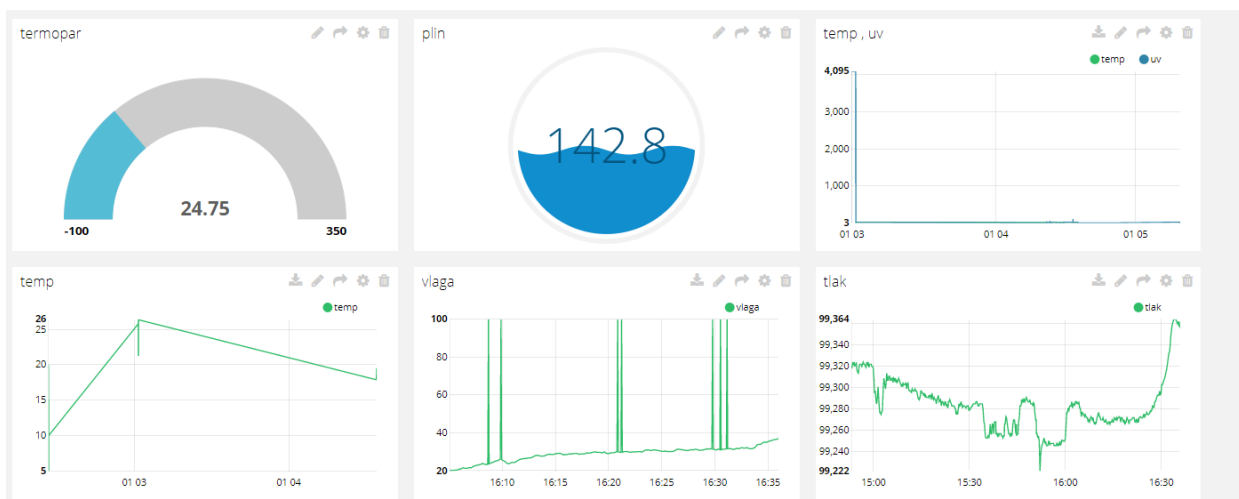 termopar
24.75
-100
350
plin
142.8
temp , uv
temp uv
4,095
3,000
2,000
1,000
3
01 03 01 04 01 05
temp
temp
26
25
20
15
10
5
01 03 01 04
vlaga
vlaga
100
80
60
40
20
16:10 16:15 16:20 16:25 16:30 16:35
tlak
tlak
99,364
99,340
99,320
99,300
99,280
99,260
99,240
99,222
15:00 15:30 16:00 16:30